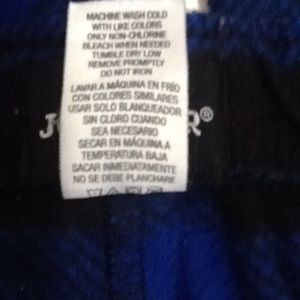 MACHINE WASH COLD
WITH LIKE COLORS
ONLY NON-CHLORINE
BLEACH WHEN NEEDED
TUMBLE DRY LOW
REMOVE PROMPTLY
DO NOT IRON
LAVAR A MÁQUINA EN FRÍO
CON COLORES SIMILARES
USAR SOLO BLANQUEADOR
SIN CLORO CUANDO
SEA NECESARIO
SECAR EN MÁQUINA A
TEMPERATURA BAJA
SACAR INMEDIATAMENTE
NO SE DEBE PLANCHARE